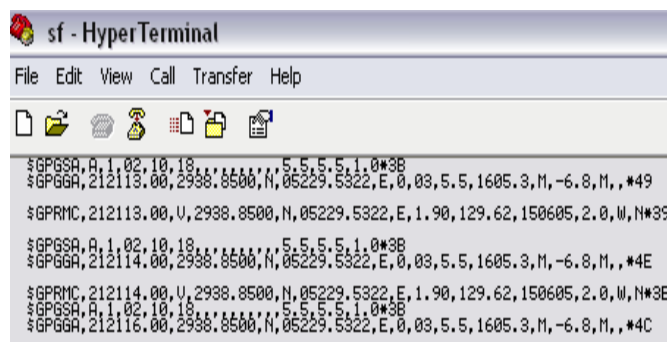 sf - HyperTerminal
File Edit View Call Transfer Help
$GPGSA,A,1,02,10,18,,,,,,,,,,5.5,5.5,1.0*3B
$GPGGA,212113.00,2938.8500,N,05229.5322,E,0,03,5.5,1605.3,M,-6.8,M,,*49
$GPRMC,212113.00,V,2938.8500,N,05229.5322,E,1.90,129.62,150605,2.0,W,N*39
$GPGSA,A,1,02,10,18,,,,,,,,,,5.5,5.5,1.0*3B
$GPGGA,212114.00,2938.8500,N,05229.5322,E,0,03,5.5,1605.3,M,-6.8,M,,*4E
$GPRMC,212114.00,V,2938.8500,N,05229.5322,E,1.90,129.62,150605,2.0,W,N*3E
$GPGSA,A,1,02,10,18,,,,,,,,,,5.5,5.5,1.0*3B
$GPGGA,212116.00,2938.8500,N,05229.5322,E,0,03,5.5,1605.3,M,-6.8,M,,*4C